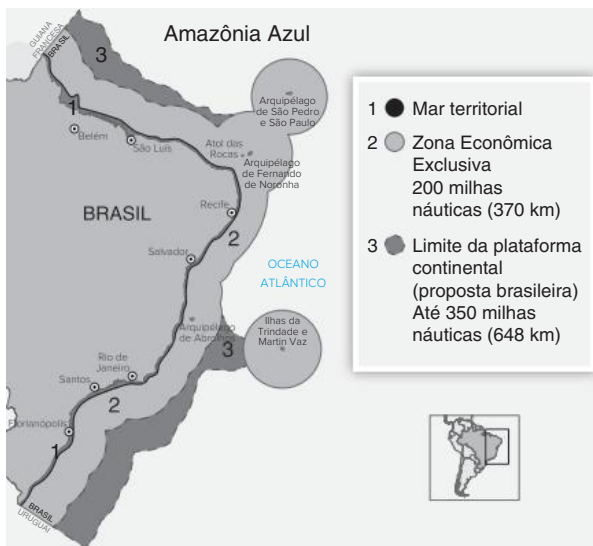 Amazônia Azul
GUIANA
FRANCESA
BRASIL
3
Arquipélago
de São Pedro
e São Paulo
1
Belém
São Luís
Atol das
Rocas
Arquipélago
de Fernando
de Noronha
BRASIL
Recife
2
Salvador
OCEANO
ATLÂNTICO
Arquipélago
de Abrolhos
3
Ilhas da
Trindade e
Martin Vaz
Rio de
Janeiro
Santos
2
Florianópolis
1
BRASIL
URUGUAI
1 Mar territorial
2 Zona Econômica
Exclusiva
200 milhas
náuticas (370 km)
3 Limite da plataforma
continental
(proposta brasileira)
Até 350 milhas
náuticas (648 km)